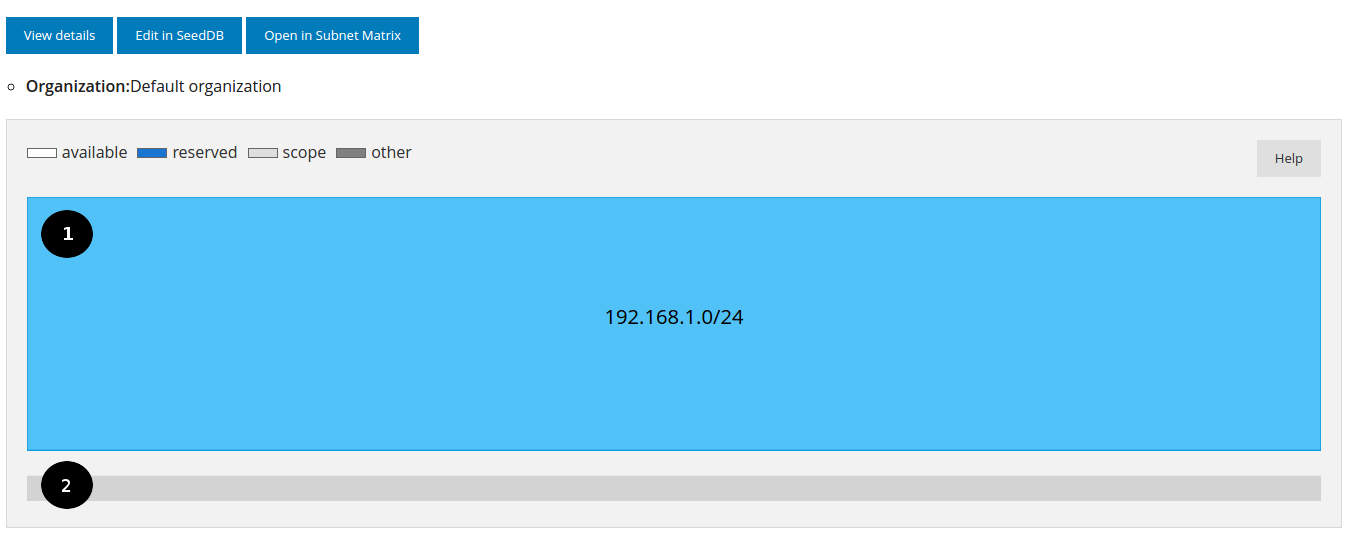 View details Edit in SeedDB Open in Subnet Matrix
Organization:Default organization
available reserved scope other Help
1
192.168.1.0/24
2